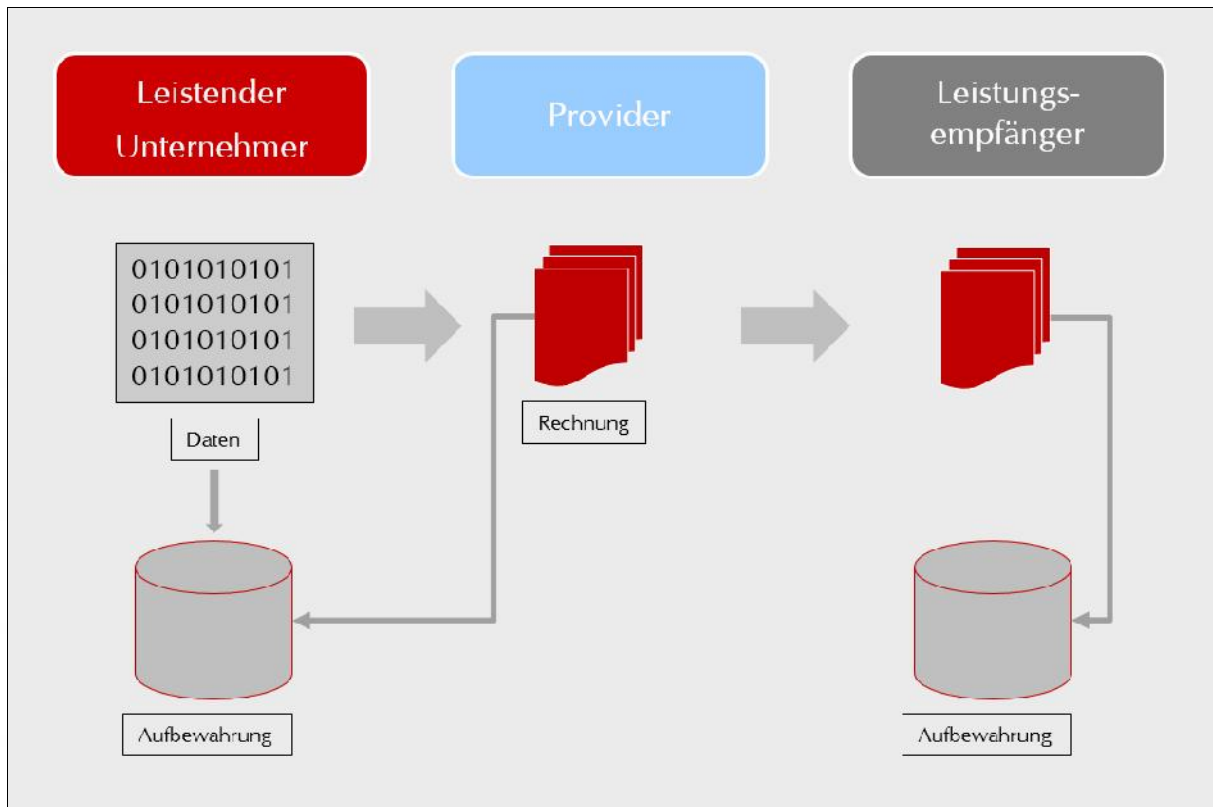 Leistender
Unternehmer
Provider
Leistungs-
empfänger
0101010101
0101010101
0101010101
0101010101
Daten
Rechnung
Aufbewahrung
Aufbewahrung